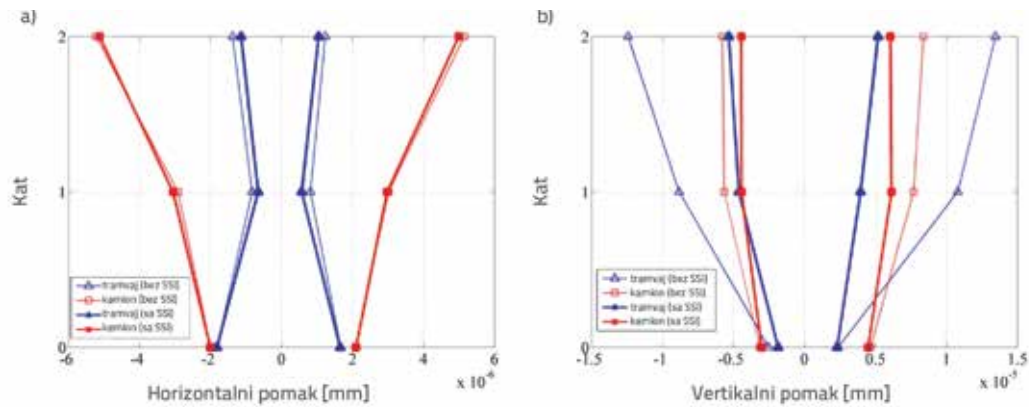 a)
2
1
0
Kat
tramvaj (bez SSI)
kamion (bez SSI)
tramvaj (sa SSI)
kamion (sa SSI)
-6 -4 -2 0 2 4 6
x 10⁻⁶
Horizontalni pomak [mm]
b)
2
1
0
Kat
tramvaj (bez SSI)
kamion (bez SSI)
tramvaj (sa SSI)
kamion (sa SSI)
-1.5 -1 -0.5 0 0.5 1 1.5
x 10⁻⁵
Vertikalni pomak [mm]